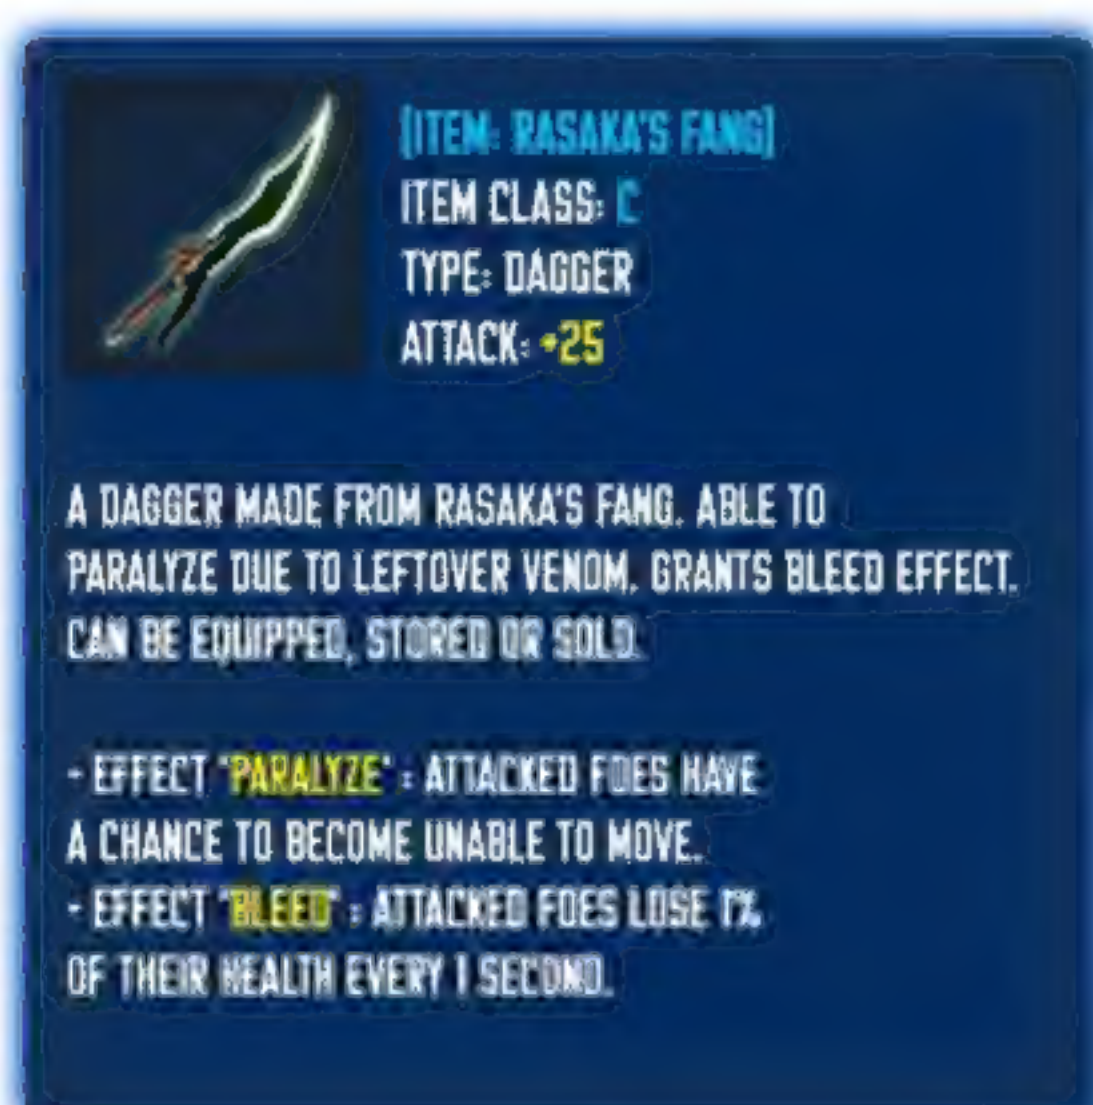 [ITEM: RASAKA'S FANG]
ITEM CLASS: C
TYPE: DAGGER
ATTACK: +25
A DAGGER MADE FROM RASAKA'S FANG. ABLE TO
PARALYZE DUE TO LEFTOVER VENOM. GRANTS BLEED EFFECT.
CAN BE EQUIPPED, STORED OR SOLD.
- EFFECT "PARALYZE" : ATTACKED FOES HAVE
A CHANCE TO BECOME UNABLE TO MOVE.
- EFFECT "BLEED" : ATTACKED FOES LOSE 1%
OF THEIR HEALTH EVERY 1 SECOND.